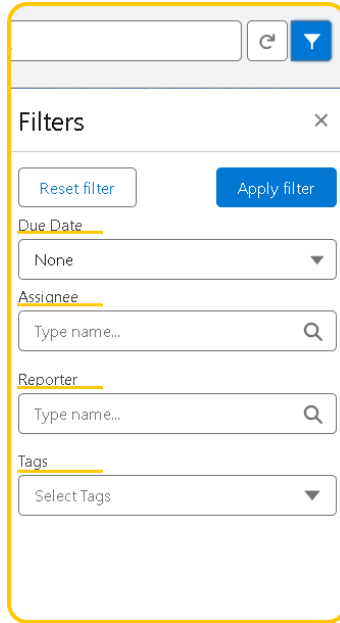 Filters
Reset filter Apply filter
Due Date
None
Assignee
Type name...
Reporter
Type name...
Tags
Select Tags